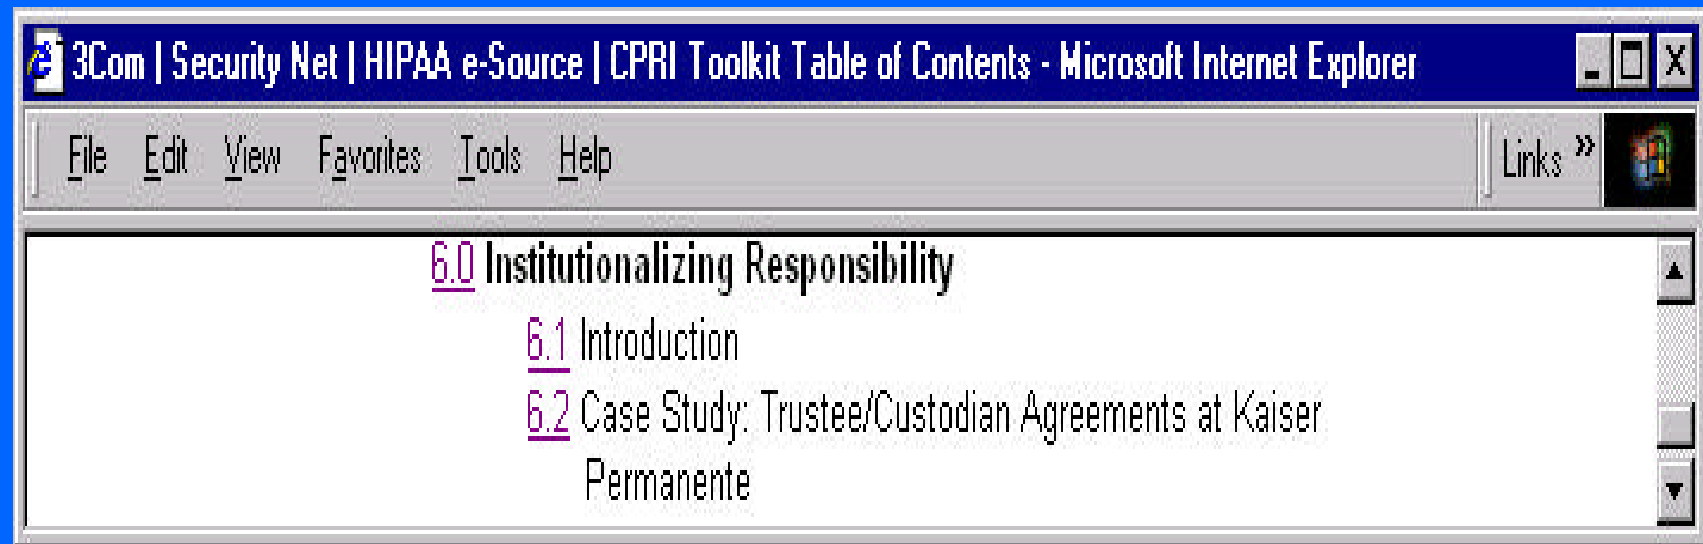 3Com | Security Net | HIPAA e-Source | CPRI Toolkit Table of Contents - Microsoft Internet Explorer
File Edit View Favorites Tools Help Links »
6.0 Institutionalizing Responsibility
6.1 Introduction
6.2 Case Study: Trustee/Custodian Agreements at Kaiser
Permanente